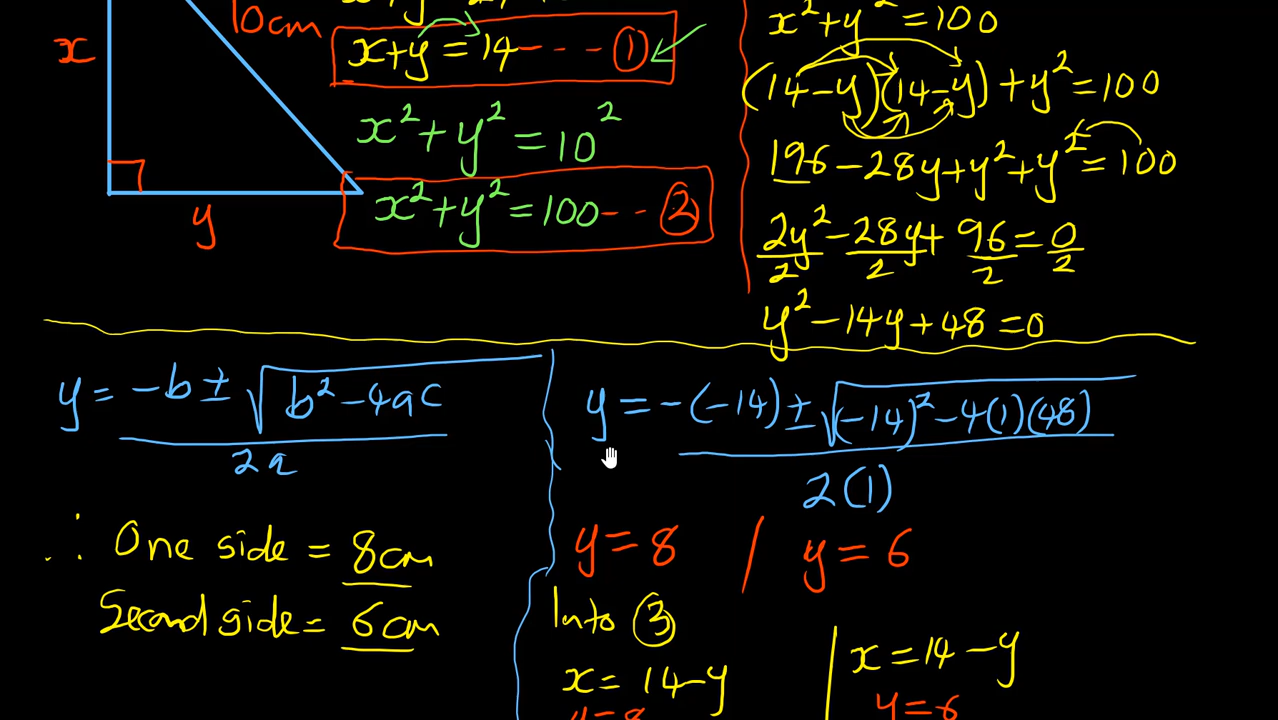 x
10cm
y
x+y=14--- ①
x²+y²=10²
x²+y²=100-- ②
x²+y²=100
(14-y)(14-y)+y²=100
196-28y+y²+y²=100
2y²/2-28y/2+96/2=0/2
y²-14y+48=0
y=(-b±√(b²-4ac))/2a
∴ One side = 8cm
Second side = 6cm
y=(-(-14)±√((-14)²-4(1)(48)))/2(1)
y=8 / y=6
Into ③
x=14-y
y=8
x=14-y
y=6